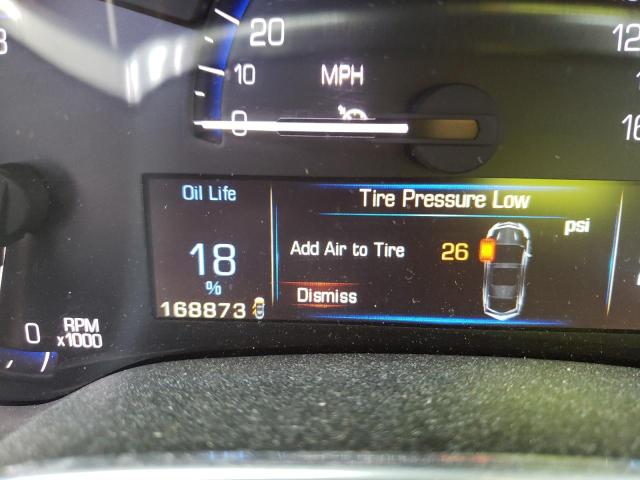 20
10
MPH
0
Oil Life
18
%
168873
Tire Pressure Low
psi
Add Air to Tire 26
Dismiss
0
RPM
x1000